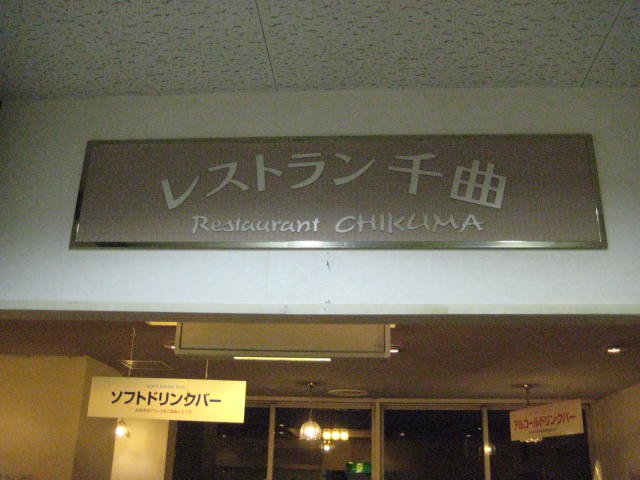 レストラン千曲
Restaurant CHIKUMA
ソフトドリンクバー
アルコールドリンクバー